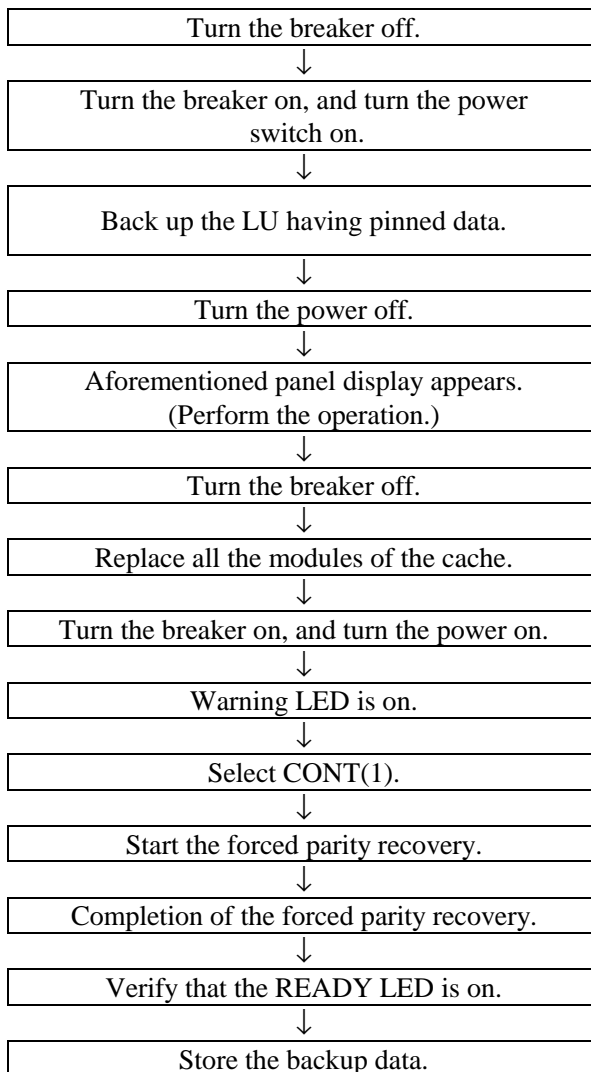 Turn the breaker off.
↓
Turn the breaker on, and turn the power
switch on.
↓
Back up the LU having pinned data.
↓
Turn the power off.
↓
Aforementioned panel display appears.
(Perform the operation.)
↓
Turn the breaker off.
↓
Replace all the modules of the cache.
↓
Turn the breaker on, and turn the power on.
↓
Warning LED is on.
↓
Select CONT(1).
↓
Start the forced parity recovery.
↓
Completion of the forced parity recovery.
↓
Verify that the READY LED is on.
↓
Store the backup data.